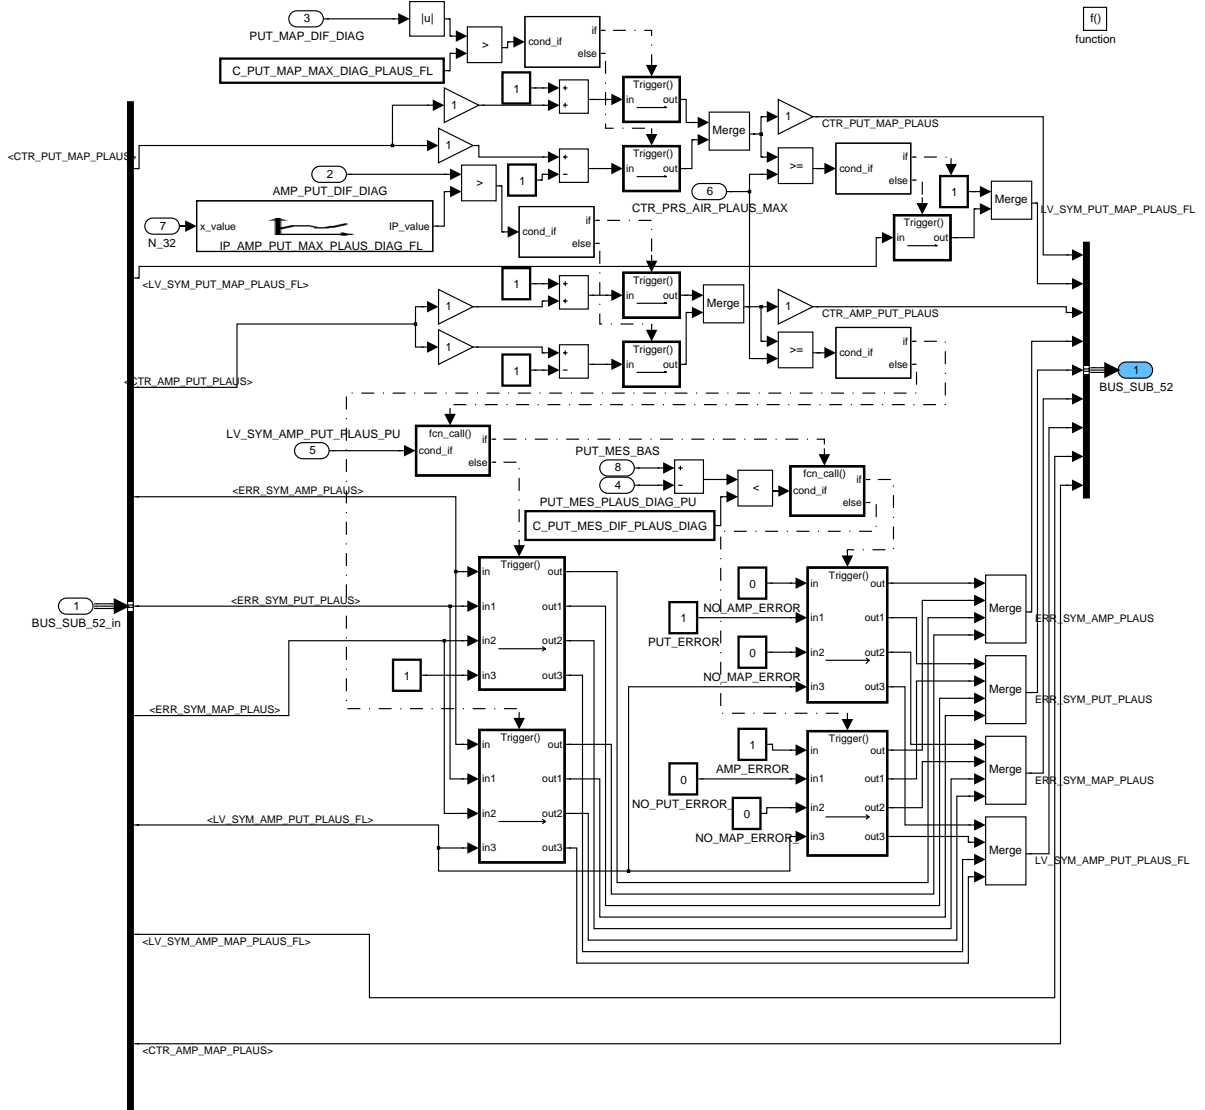 3
PUT_MAP_DIF_DIAG
|u|
>
cond_if
if
else
f()
function
C_PUT_MAP_MAX_DIAG_PLAUS_FL
1
+
+
Trigger()
in
out
1
Merge
1
CTR_PUT_MAP_PLAUS
<CTR_PUT_MAP_PLAUS>
1
+
−
1
Trigger()
in
out
>=
cond_if
if
else
2
AMP_PUT_DIF_DIAG
>
6
CTR_PRS_AIR_PLAUS_MAX
1
Merge
LV_SYM_PUT_MAP_PLAUS_FL
7
N_32
x_value
IP_value
IP_AMP_PUT_MAX_PLAUS_DIAG_FL
cond_if
if
else
Trigger()
in
out
<LV_SYM_PUT_MAP_PLAUS_FL>
1
+
+
Trigger()
in
out
1
Merge
1
CTR_AMP_PUT_PLAUS
1
+
−
1
Trigger()
in
out
>=
cond_if
if
else
<CTR_AMP_PUT_PLAUS>
1
BUS_SUB_52
LV_SYM_AMP_PUT_PLAUS_PU
5
fcn_call()
cond_if
if
else
PUT_MES_BAS
8
4
+
−
PUT_MES_PLAUS_DIAG_PU
<
fcn_call()
cond_if
if
else
C_PUT_MES_DIF_PLAUS_DIAG
<ERR_SYM_AMP_PLAUS>
Trigger()
in
out
in1
out1
in2
out2
in3
out3
0
NO_AMP_ERROR
1
PUT_ERROR
0
NO_MAP_ERROR
Trigger()
in
out
in1
out1
in2
out2
in3
out3
Merge
ERR_SYM_AMP_PLAUS
1
BUS_SUB_52_in
<ERR_SYM_PUT_PLAUS>
1
Merge
ERR_SYM_PUT_PLAUS
<ERR_SYM_MAP_PLAUS>
Trigger()
in
out
in1
out1
in2
out2
in3
out3
1
AMP_ERROR
0
NO_PUT_ERROR_
0
NO_MAP_ERROR_
Trigger()
in
out
in1
out1
in2
out2
in3
out3
Merge
ERR_SYM_MAP_PLAUS
<LV_SYM_AMP_PUT_PLAUS_FL>
Merge
LV_SYM_AMP_PUT_PLAUS_FL
<LV_SYM_AMP_MAP_PLAUS_FL>
<CTR_AMP_MAP_PLAUS>